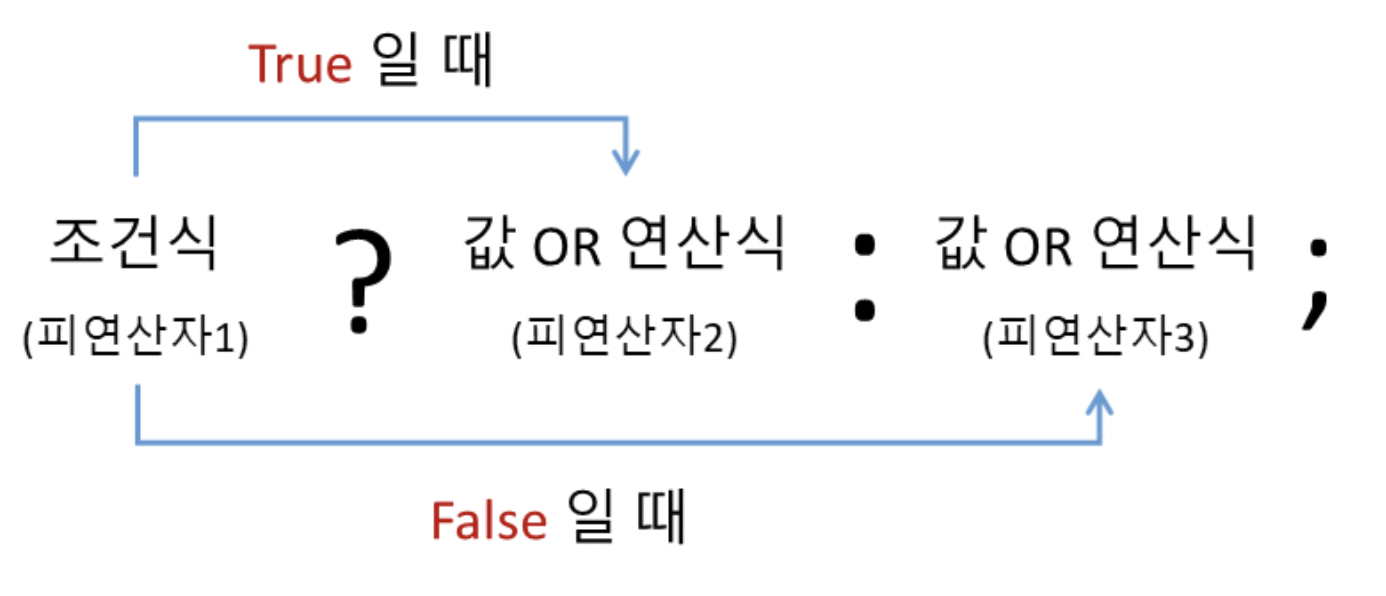 True 일 때
조건식 ? 값 OR 연산식 : 값 OR 연산식 ;
(피연산자1) (피연산자2) (피연산자3)
False 일 때